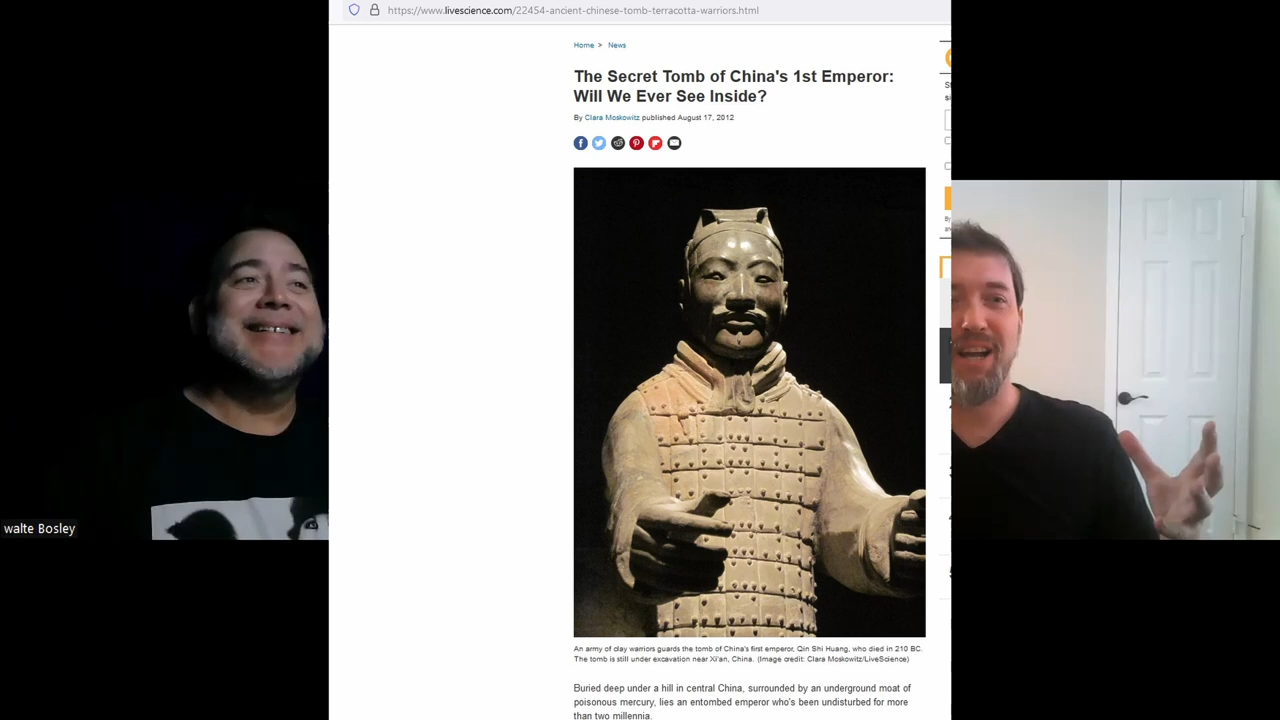 https://www.livescience.com/22454-ancient-chinese-tomb-terracotta-warriors.html
Home > News
The Secret Tomb of China's 1st Emperor:
Will We Ever See Inside?
By Clara Moskowitz published August 17, 2012
walte Bosley
An army of clay warriors guards the tomb of China's first emperor, Qin Shi Huang, who died in 210 BC.
The tomb is still under excavation near Xi'an, China. (Image credit: Clara Moskowitz/LiveScience)
Buried deep under a hill in central China, surrounded by an underground moat of
poisonous mercury, lies an entombed emperor who's been undisturbed for more
than two millennia.